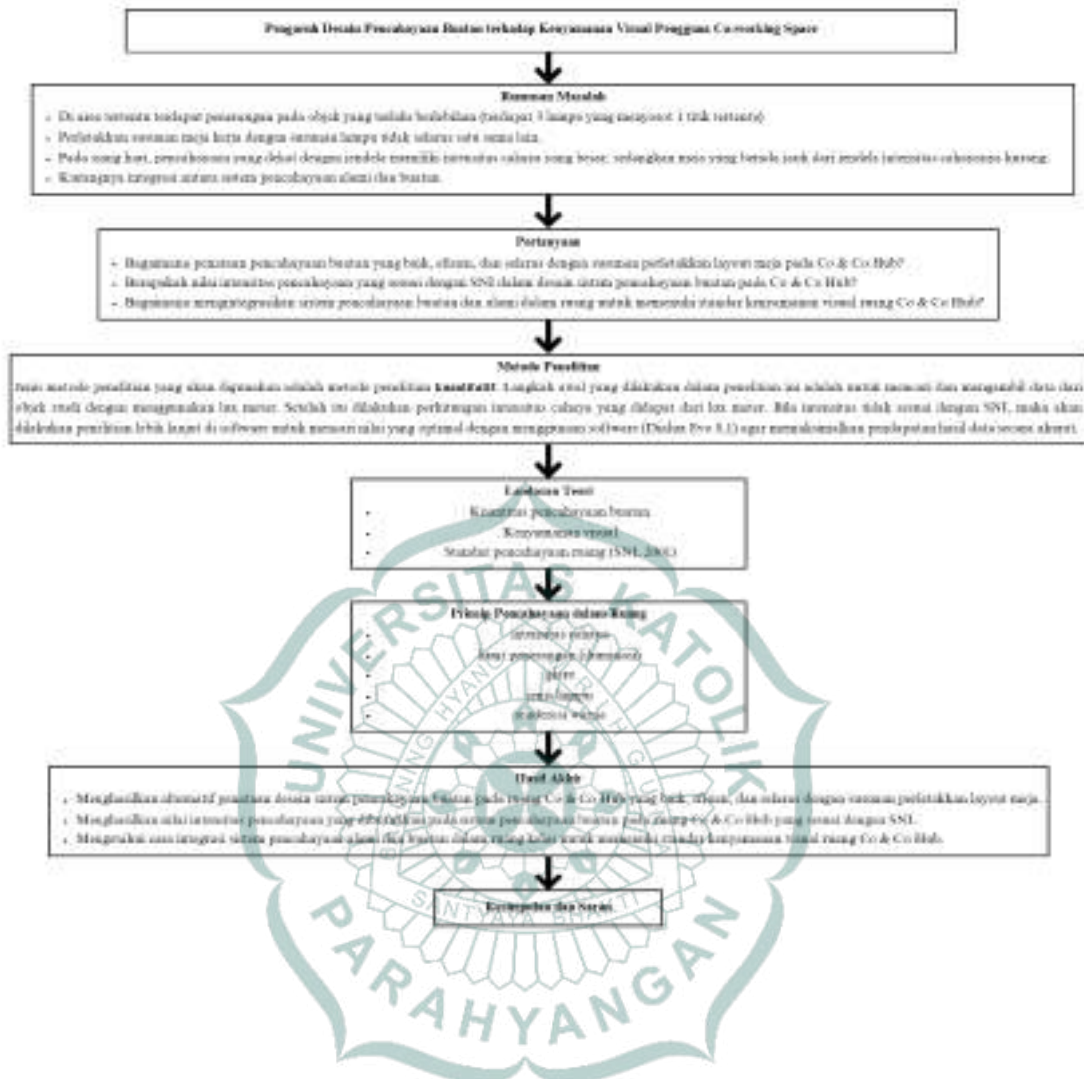 Pengaruh Desain Pencahayaan Buatan terhadap Kenyamanan Visual Pengguna Co-working Space
Rumusan Masalah
Di area tertentu terdapat penerangan pada objek yang terlalu berlebihan (terdapat 3 lampu yang menyorot 1 titik tertentu)
Perletakkan susunan meja kerja dengan susunan lampu tidak selaras satu sama lain.
Pada siang hari, pencahayaan yang dekat dengan jendela memiliki intensitas cahaya yang besar, sedangkan meja yang berada jauh dari jendela intensitas cahayanya kurang.
Kurangnya integrasi antara sistem pencahayaan alami dan buatan.
Pertanyaan
Bagaimana penataan pencahayaan buatan yang baik, efisien, dan selaras dengan susunan perletakkan layout meja pada Co & Co Hub?
Berapakah nilai intensitas pencahayaan yang sesuai dengan SNI dalam desain sistem pencahayaan buatan pada Co & Co Hub?
Bagaimana mengintegrasikan sistem pencahayaan buatan dan alami dalam ruang untuk memenuhi standar kenyamanan visual ruang Co & Co Hub?
Metode Penelitian
Jenis metode penelitian yang akan digunakan adalah metode penelitian kuantitatif. Langkah awal yang dilakukan dalam penelitian ini adalah untuk mencari dan mengambil data dari
objek studi dengan menggunakan lux meter. Setelah itu dilakukan perhitungan intensitas cahaya yang didapat dari lux meter. Bila intensitas tidak sesuai dengan SNI, maka akan
dilakukan penelitian lebih lanjut di software untuk mencari nilai yang optimal dengan menggunakan software (Dialux Evo 8.1) agar memaksimalkan pendapatan hasil data secara akurat.
Landasan Teori
pencahayaan buatan
Kenyamanan visual
Standar pencahayaan ruang (SNI, 2001)
Prinsip Pencahayaan dalam Ruang
intensitas cahaya
penerangan
glare
warna
Hasil Akhir
Menghasilkan alternatif penataan desain sistem pencahayaan buatan pada ruang Co & Co Hub yang baik, efisien, dan selaras dengan susunan perletakkan layout meja.
Menghasilkan nilai intensitas pencahayaan yang pada sistem pencahayaan buatan pada ruang Co & Co Hub yang sesuai dengan SNI.
Mengetahui cara integrasi sistem pencahayaan alami dan buatan dalam ruang kelas untuk memenuhi standar kenyamanan visual ruang Co & Co Hub.
Kesimpulan dan Saran
UNIVERSITAS KATOLIK
PARAHYANGAN
SANTYAYA BHAKTI